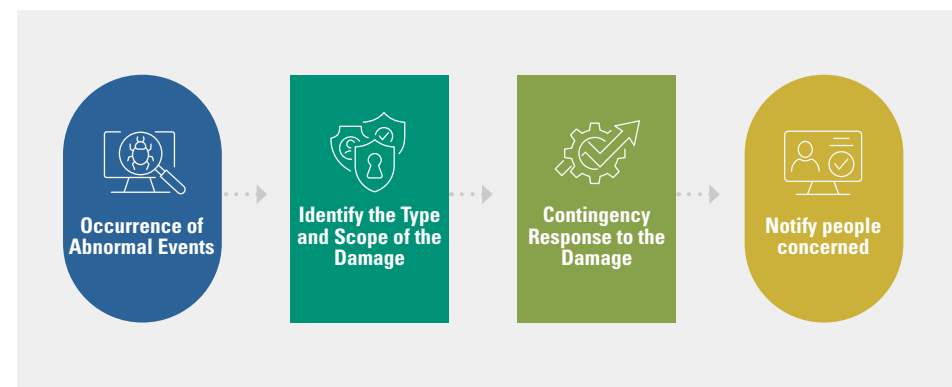 Occurrence of
Abnormal Events
Identify the Type
and Scope of the
Damage
Contingency
Response to the
Damage
Notify people
concerned